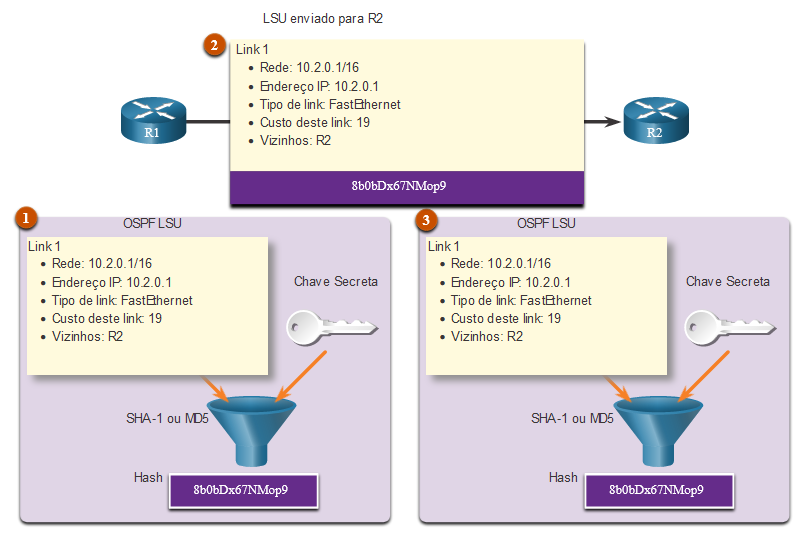 LSU enviado para R2
2
Link 1
• Rede: 10.2.0.1/16
• Endereço IP: 10.2.0.1
• Tipo de link: FastEthernet
• Custo deste link: 19
• Vizinhos: R2
8b0bDx67NMop9
R1
R2
1
OSPF LSU
Link 1
• Rede: 10.2.0.1/16
• Endereço IP: 10.2.0.1
• Tipo de link: FastEthernet
• Custo deste link: 19
• Vizinhos: R2
Chave Secreta
SHA-1 ou MD5
Hash
8b0bDx67NMop9
3
OSPF LSU
Link 1
• Rede: 10.2.0.1/16
• Endereço IP: 10.2.0.1
• Tipo de link: FastEthernet
• Custo deste link: 19
• Vizinhos: R2
Chave Secreta
SHA-1 ou MD5
Hash
8b0bDx67NMop9